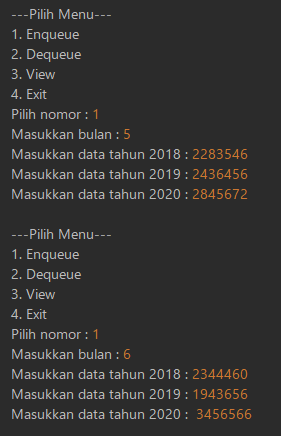 ---Pilih Menu---
1. Enqueue
2. Dequeue
3. View
4. Exit
Pilih nomor : 1
Masukkan bulan : 5
Masukkan data tahun 2018 : 2283546
Masukkan data tahun 2019 : 2436456
Masukkan data tahun 2020 : 2845672

---Pilih Menu---
1. Enqueue
2. Dequeue
3. View
4. Exit
Pilih nomor : 1
Masukkan bulan : 6
Masukkan data tahun 2018 : 2344460
Masukkan data tahun 2019 : 1943656
Masukkan data tahun 2020 :  3456566